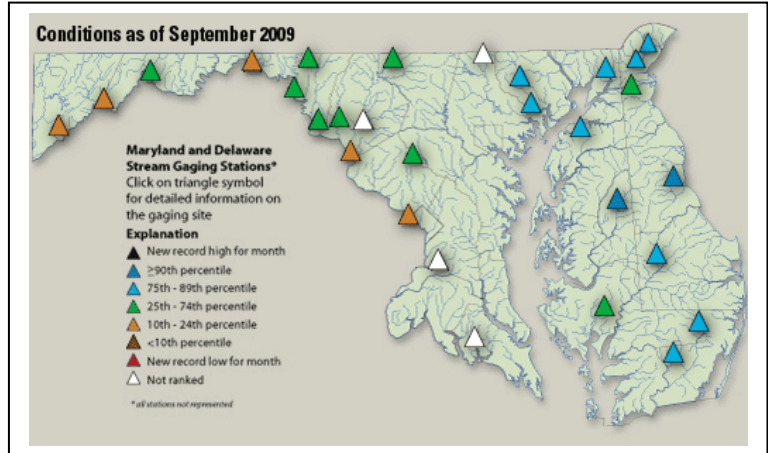 Conditions as of September 2009
Maryland and Delaware
Stream Gaging Stations*
Click on triangle symbol
for detailed information on
the gaging site
Explanation
New record high for month
≥90th percentile
75th - 89th percentile
25th - 74th percentile
10th - 24th percentile
<10th percentile
New record low for month
Not ranked
* all stations not represented